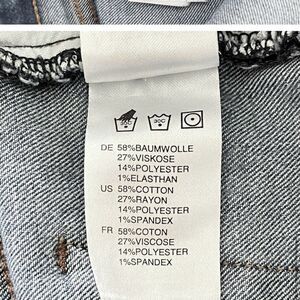 30C
DE 58%BAUMWOLLE
27%VISKOSE
14%POLYESTER
1%ELASTHAN
US 58%COTTON
27%RAYON
14%POLYESTER
1%SPANDEX
FR 58%COTON
27%VISCOSE
14%POLYESTER
1%SPANDEX